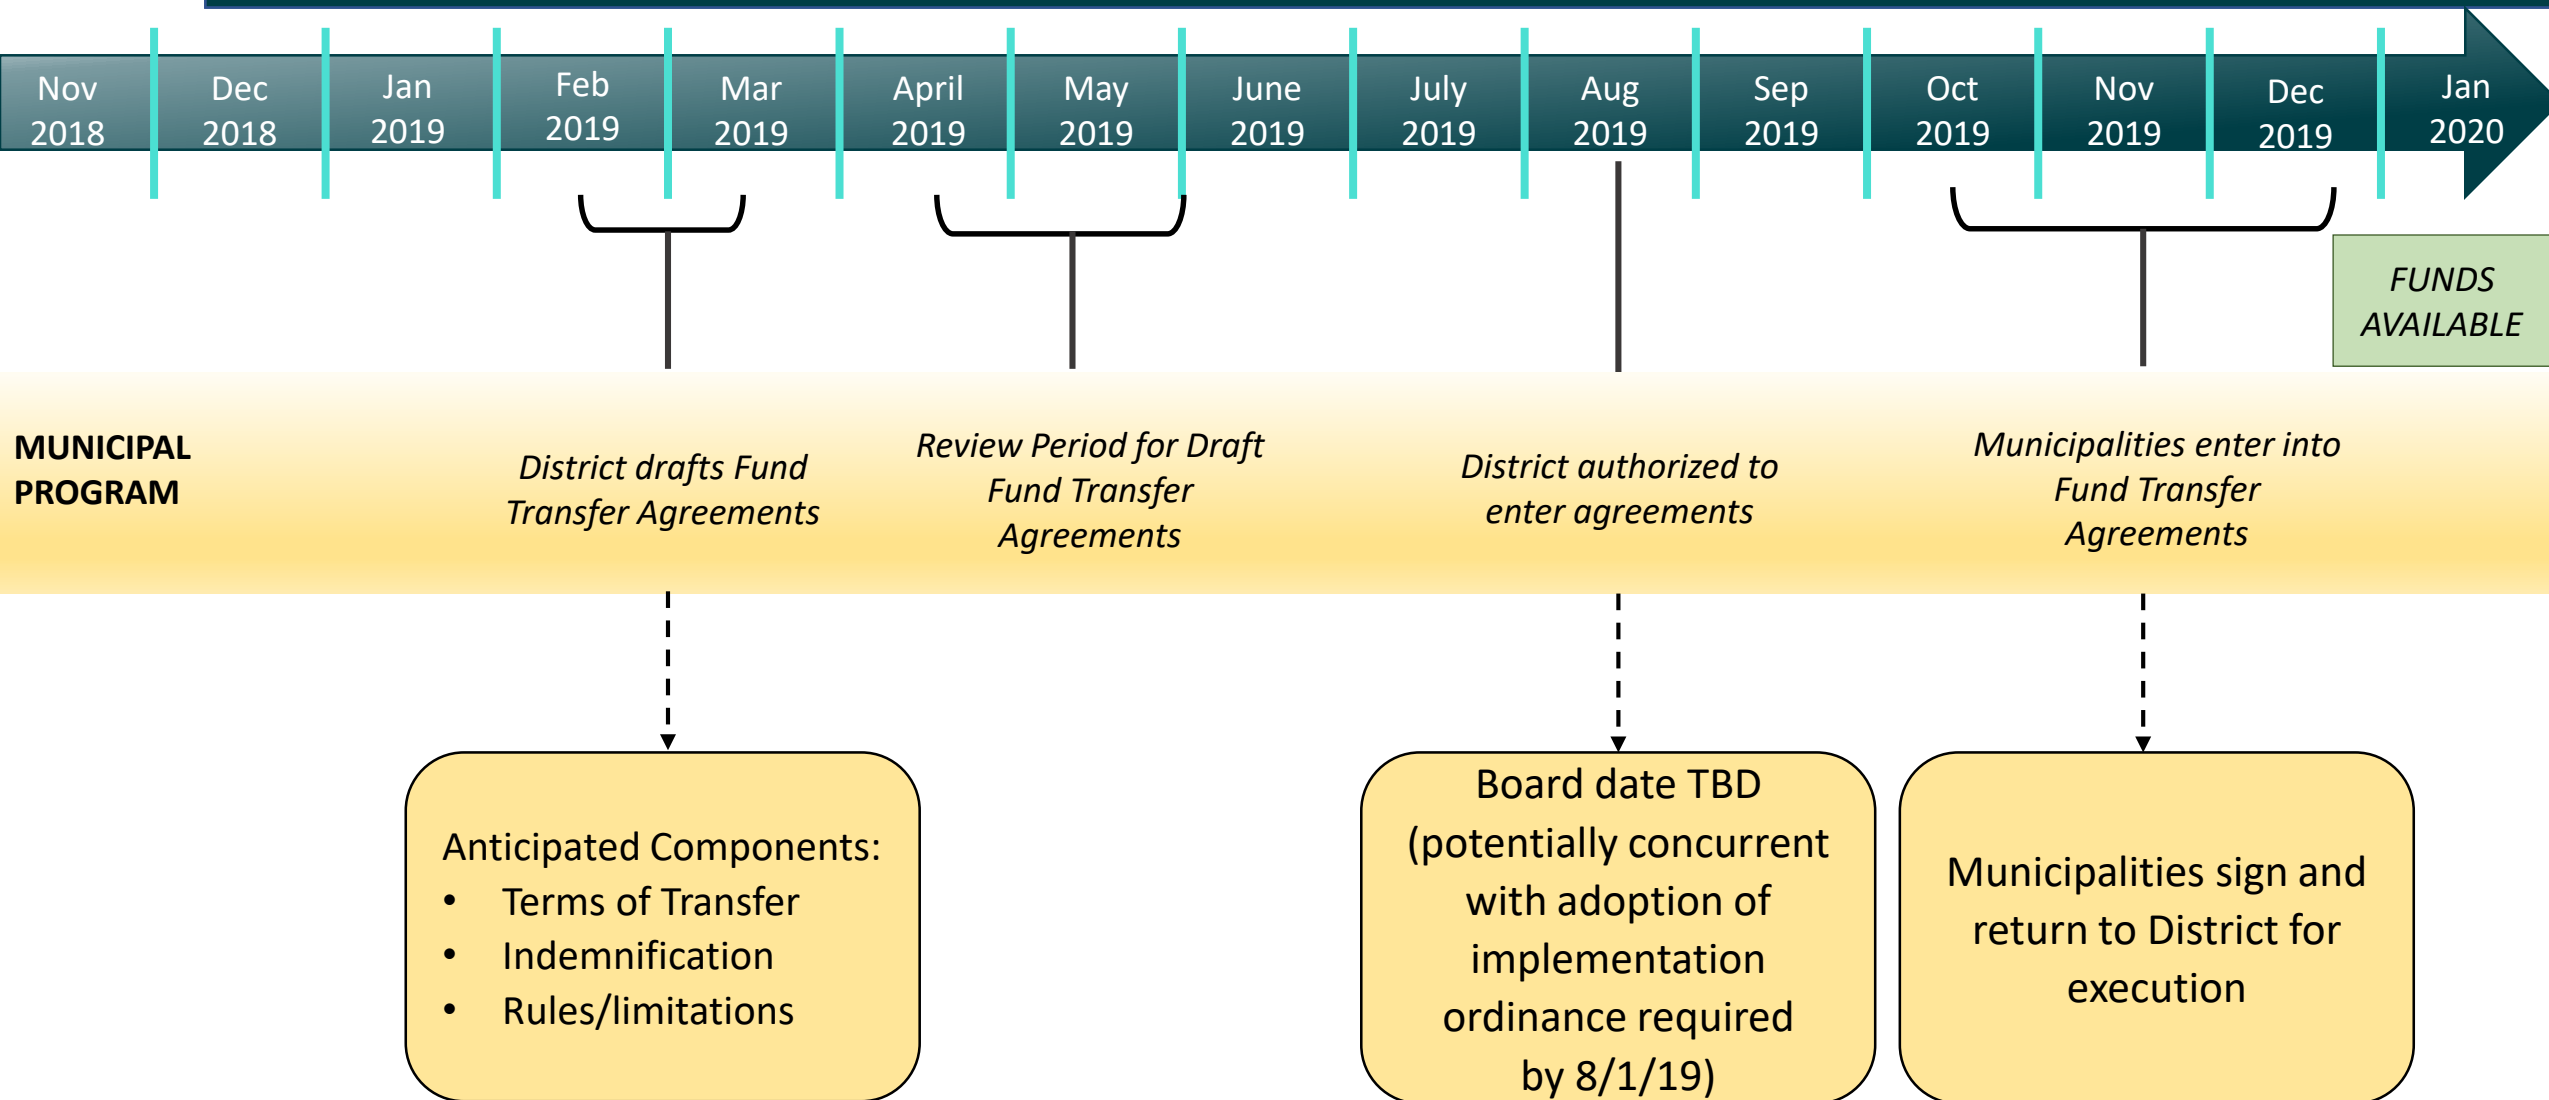 Nov
2018
Dec
2018
Jan
2019
Feb
2019
Mar
2019
April
2019
May
2019
June
2019
July
2019
Aug
2019
Sep
2019
Oct
2019
Nov
2019
Dec
2019
Jan
2020
FUNDS
AVAILABLE
MUNICIPAL
PROGRAM
District drafts Fund
Transfer Agreements
Review Period for Draft
Fund Transfer
Agreements
District authorized to
enter agreements
Municipalities enter into
Fund Transfer
Agreements
Anticipated Components:
• Terms of Transfer
• Indemnification
• Rules/limitations
Board date TBD
(potentially concurrent
with adoption of
implementation
ordinance required
by 8/1/19)
Municipalities sign and
return to District for
execution